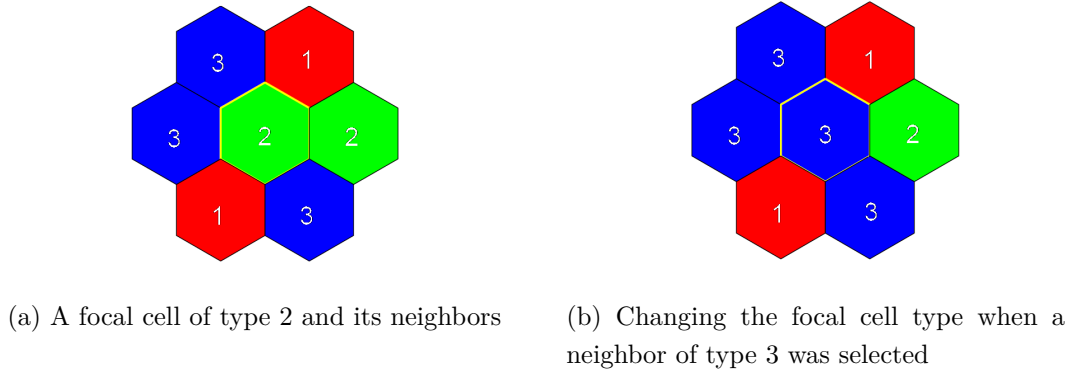 3 1
3 2 2
1 3
3 1
3 3 2
1 3
(a) A focal cell of type 2 and its neighbors
(b) Changing the focal cell type when a
neighbor of type 3 was selected